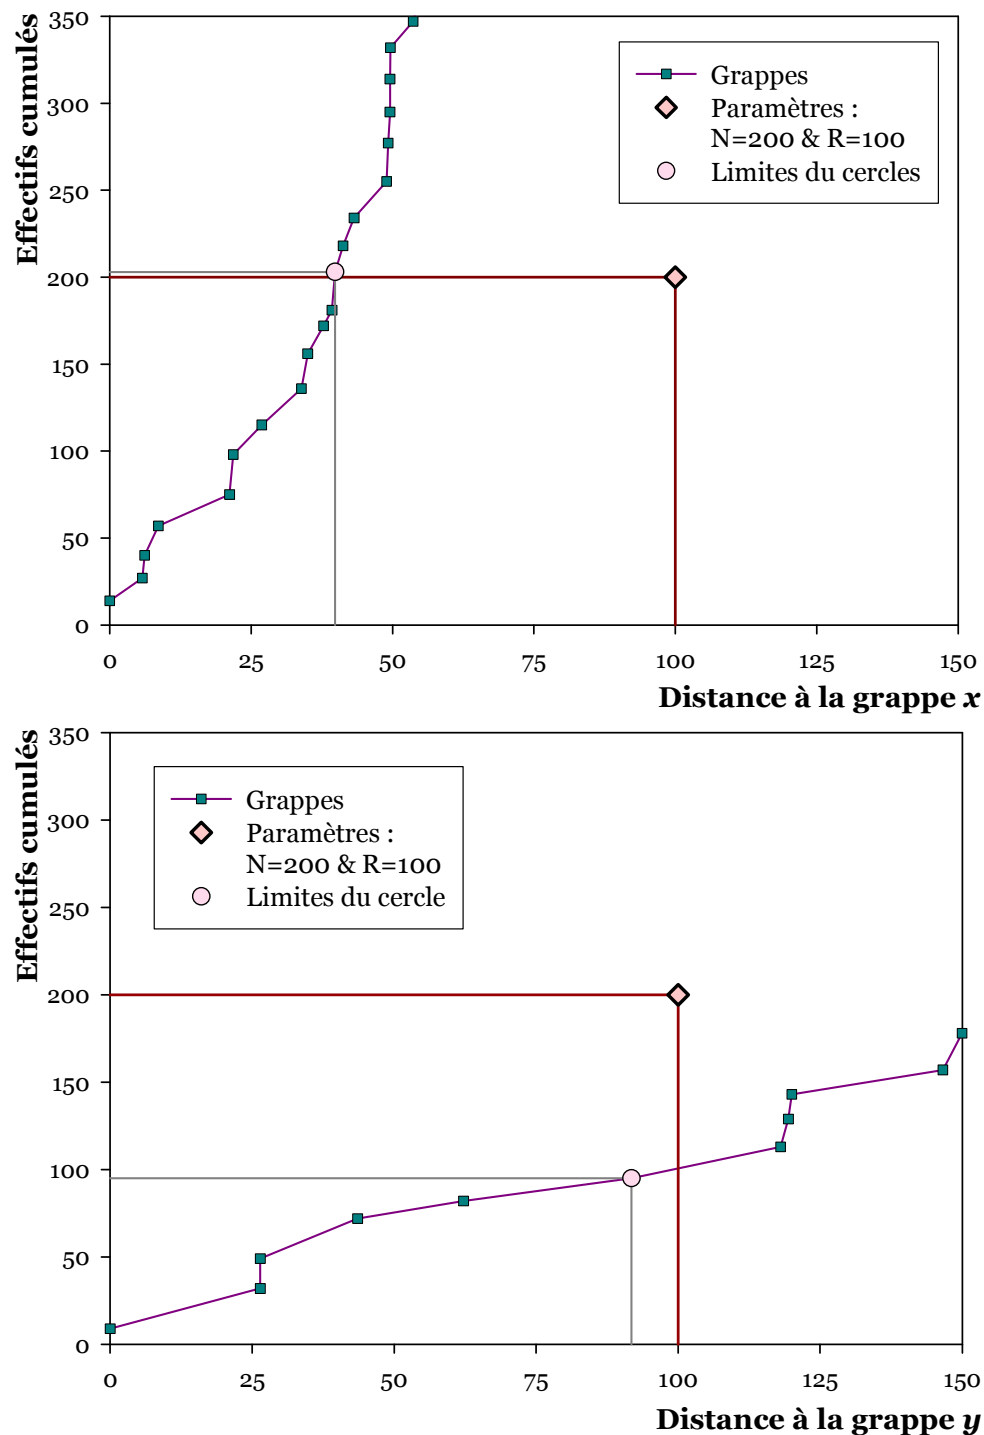 Effectifs cumulés
350
300
250
200
150
100
50
0
Grappes
Paramètres :
N=200 & R=100
Limites du cercles
0 25 50 75 100 125 150
Distance à la grappe x
Effectifs cumulés
350
300
250
200
150
100
50
0
Grappes
Paramètres :
N=200 & R=100
Limites du cercle
0 25 50 75 100 125 150
Distance à la grappe y